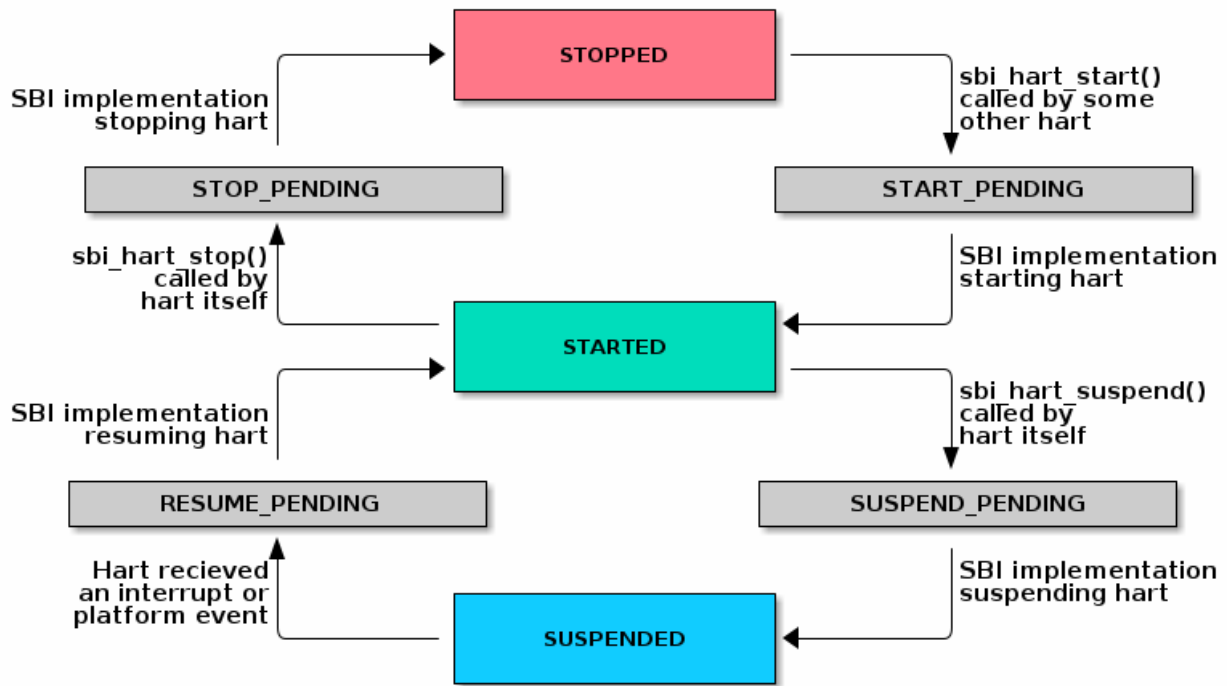 STOPPED
SBI implementation
stopping hart
sbi_hart_start()
called by some
other hart
STOP_PENDING
START_PENDING
sbi_hart_stop()
called by
hart itself
SBI implementation
starting hart
STARTED
SBI implementation
resuming hart
sbi_hart_suspend()
called by
hart itself
RESUME_PENDING
SUSPEND_PENDING
Hart recieved
an interrupt or
platform event
SBI implementation
suspending hart
SUSPENDED